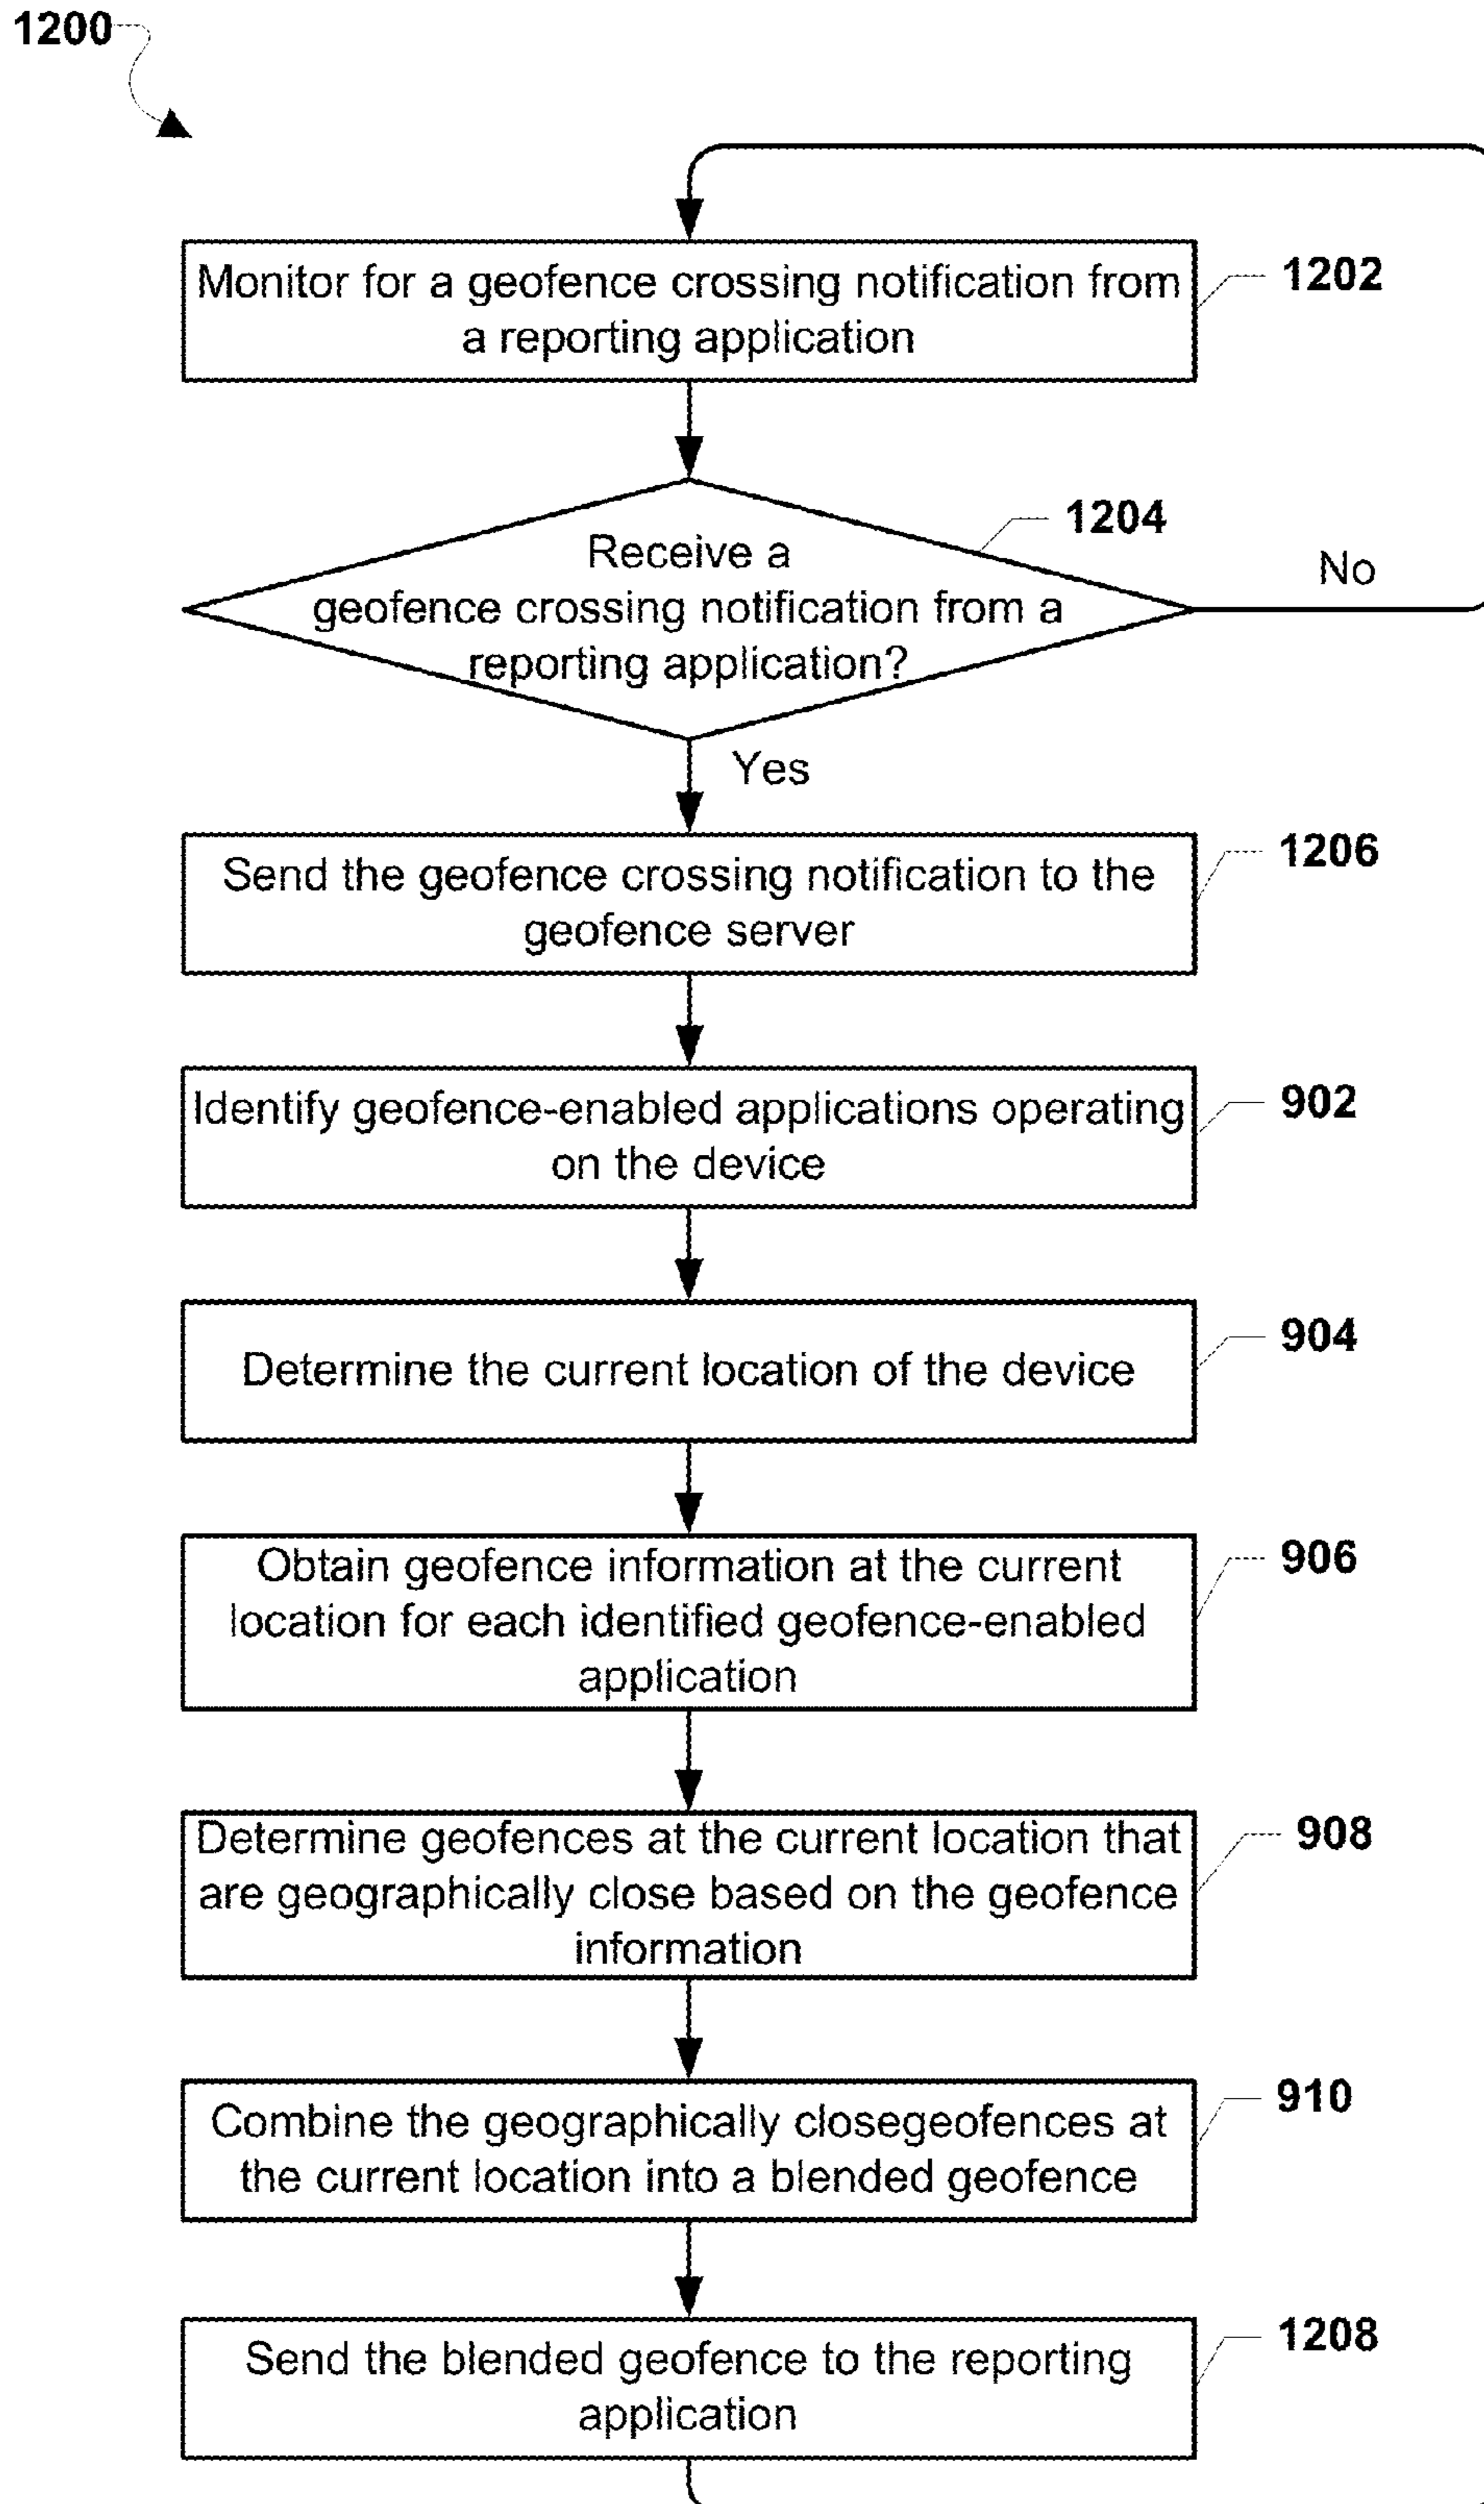 1200
Monitor for a geofence crossing notification from
a reporting application
1202
Receive a
geofence crossing notification from a
reporting application?
1204
No
Yes
Send the geofence crossing notification to the
geofence server
1206
Identify geofence-enabled applications operating
on the device
902
Determine the current location of the device
904
Obtain geofence information at the current
location for each identified geofence-enabled
application
906
Determine geofences at the current location that
are geographically close based on the geofence
information
908
Combine the geographically closegeofences at
the current location into a blended geofence
910
Send the blended geofence to the reporting
application
1208